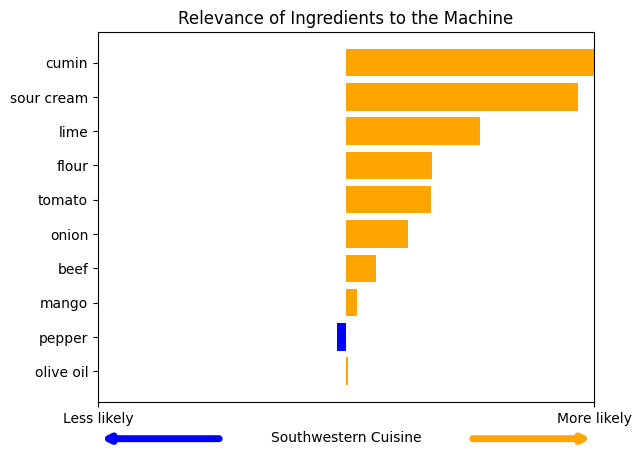 Relevance of Ingredients to the Machine
cumin
sour cream
lime
flour
tomato
onion
beef
mango
pepper
olive oil
Less likely
More likely
Southwestern Cuisine